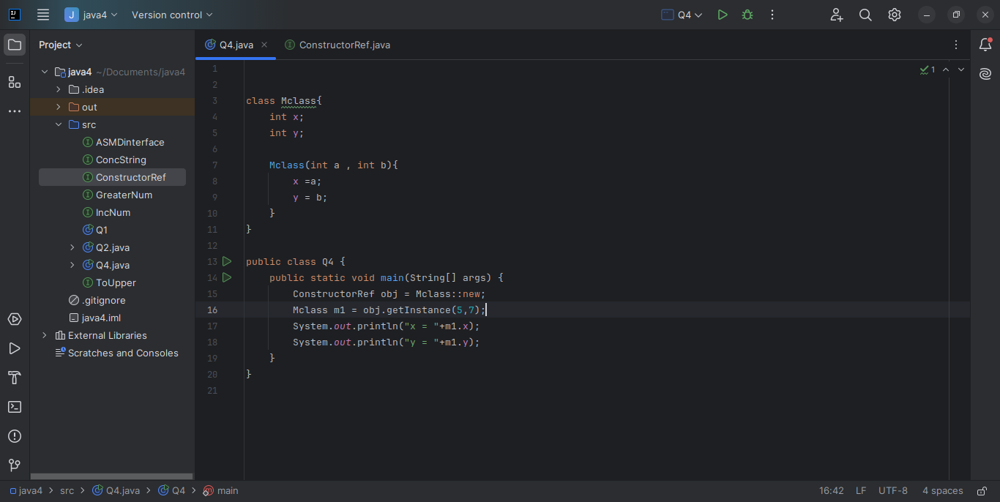 J java4 Version control Q4
Project
java4 ~/Documents/java4
.idea
out
src
ASMDinterface
ConcString
ConstructorRef
GreaterNum
IncNum
Q1
Q2.java
Q4.java
ToUpper
.gitignore
java4.iml
External Libraries
Scratches and Consoles
Q4.java ConstructorRef.java
1
1
2
3 class Mclass{
4 int x;
5 int y;
6
7 Mclass(int a , int b){
8 x =a;
9 y = b;
10 }
11 }
12
13 public class Q4 {
14 public static void main(String[] args) {
15 ConstructorRef obj = Mclass::new;
16 Mclass m1 = obj.getInstance(5,7);
17 System.out.println("x = "+m1.x);
18 System.out.println("y = "+m1.y);
19 }
20 }
21
java4 > src > Q4.java > Q4 > main 16:42 LF UTF-8 4 spaces